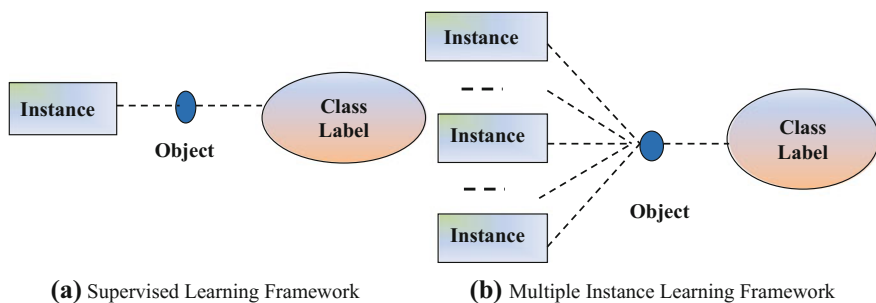 Instance
Object
Class
Label
(a) Supervised Learning Framework
Instance
Instance
Instance
Object
Class
Label
(b) Multiple Instance Learning Framework